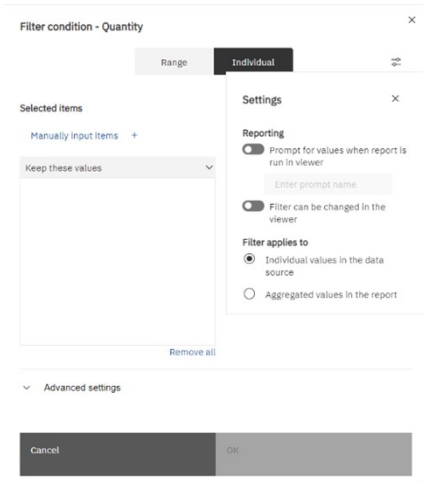 Filter condition - Quantity
Range
Individual
Selected items
Manually input items +
Keep these values
Remove all
Settings
Reporting
Prompt for values when report is
run in viewer
Enter prompt name
Filter can be changed in the
viewer
Filter applies to
Individual values in the data
source
Aggregated values in the report
Advanced settings
Cancel
OK